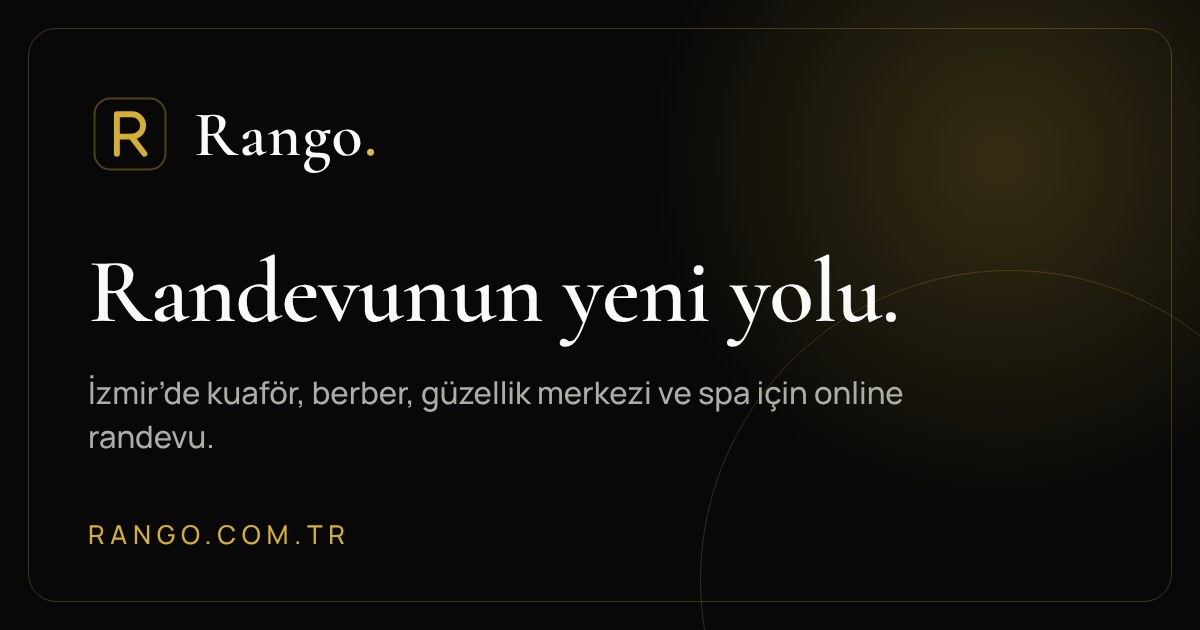 R Rango.
Randevunun yeni yolu.
İzmir’de kuaför, berber, güzellik merkezi ve spa için online
randevu.
RANGO.COM.TR